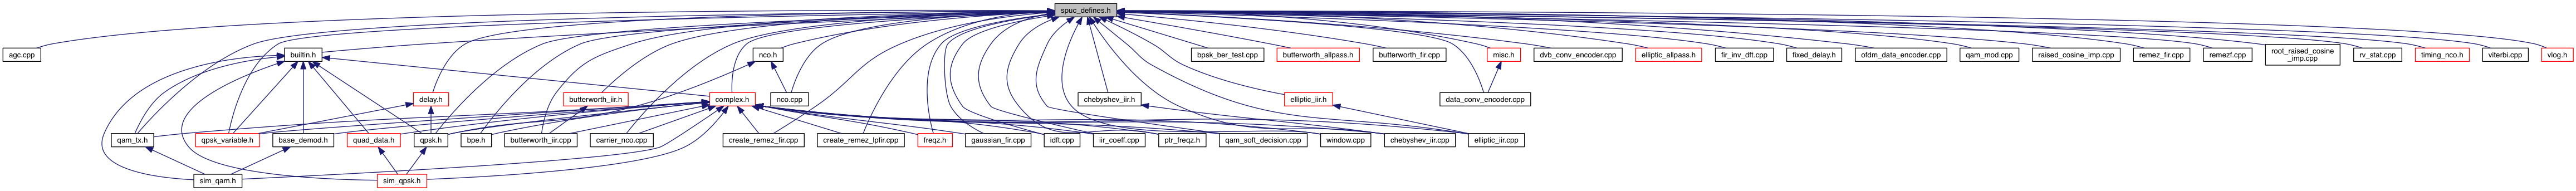 spuc_defines.h
agc.cpp
builtin.h
nco.h
bpsk_ber_test.cpp
butterworth_allpass.h
butterworth_fir.cpp
misc.h
dvb_conv_encoder.cpp
elliptic_allpass.h
fir_inv_dft.cpp
fixed_delay.h
ofdm_data_encoder.cpp
qam_mod.cpp
raised_cosine_imp.cpp
remez_fir.cpp
remezf.cpp
root_raised_cosine
_imp.cpp
rv_stat.cpp
timing_nco.h
viterbi.cpp
vlog.h
delay.h
butterworth_iir.h
complex.h
nco.cpp
chebyshev_iir.h
elliptic_iir.h
data_conv_encoder.cpp
qam_tx.h
qpsk_variable.h
base_demod.h
quad_data.h
qpsk.h
bpe.h
butterworth_iir.cpp
carrier_nco.cpp
create_remez_fir.cpp
create_remez_lpfir.cpp
freqz.h
gaussian_fir.cpp
idft.cpp
iir_coeff.cpp
ptr_freqz.h
qam_soft_decision.cpp
window.cpp
chebyshev_iir.cpp
elliptic_iir.cpp
sim_qam.h
sim_qpsk.h